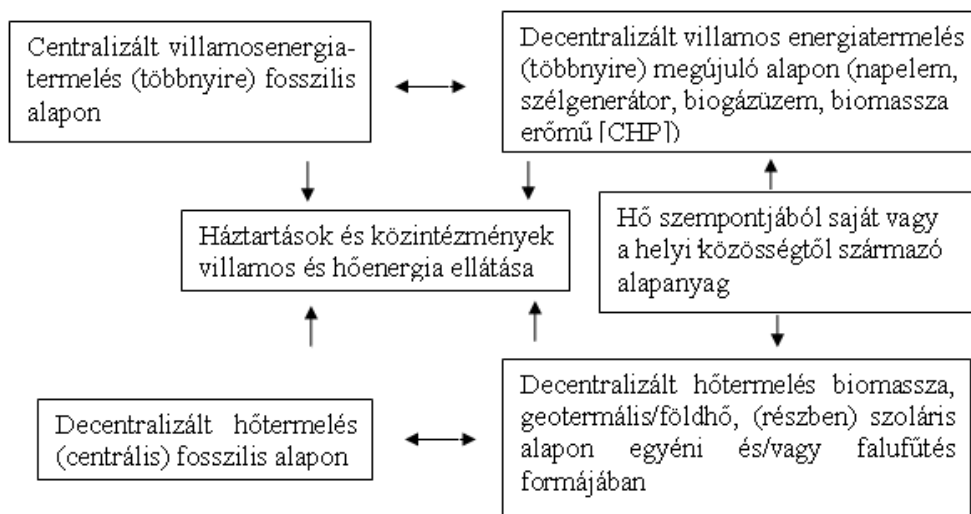 Centralizált villamosenergia-
termelés (többnyire) fosszilis
alapon
Decentralizált villamos energiatermelés
(többnyire) megújuló alapon (napelem,
szélgenerátor, biogázüzem, biomassza
erőmű [CHP])
Háztartások és közintézmények
villamos és hőenergia ellátása
Hő szempontjából saját vagy
a helyi közösségtől származó
alapanyag
Decentralizált hőtermelés
(centrális) fosszilis alapon
Decentralizált hőtermelés biomassza,
geotermális/földhő, (részben) szoláris
alapon egyéni és/vagy falufűtés
formájában